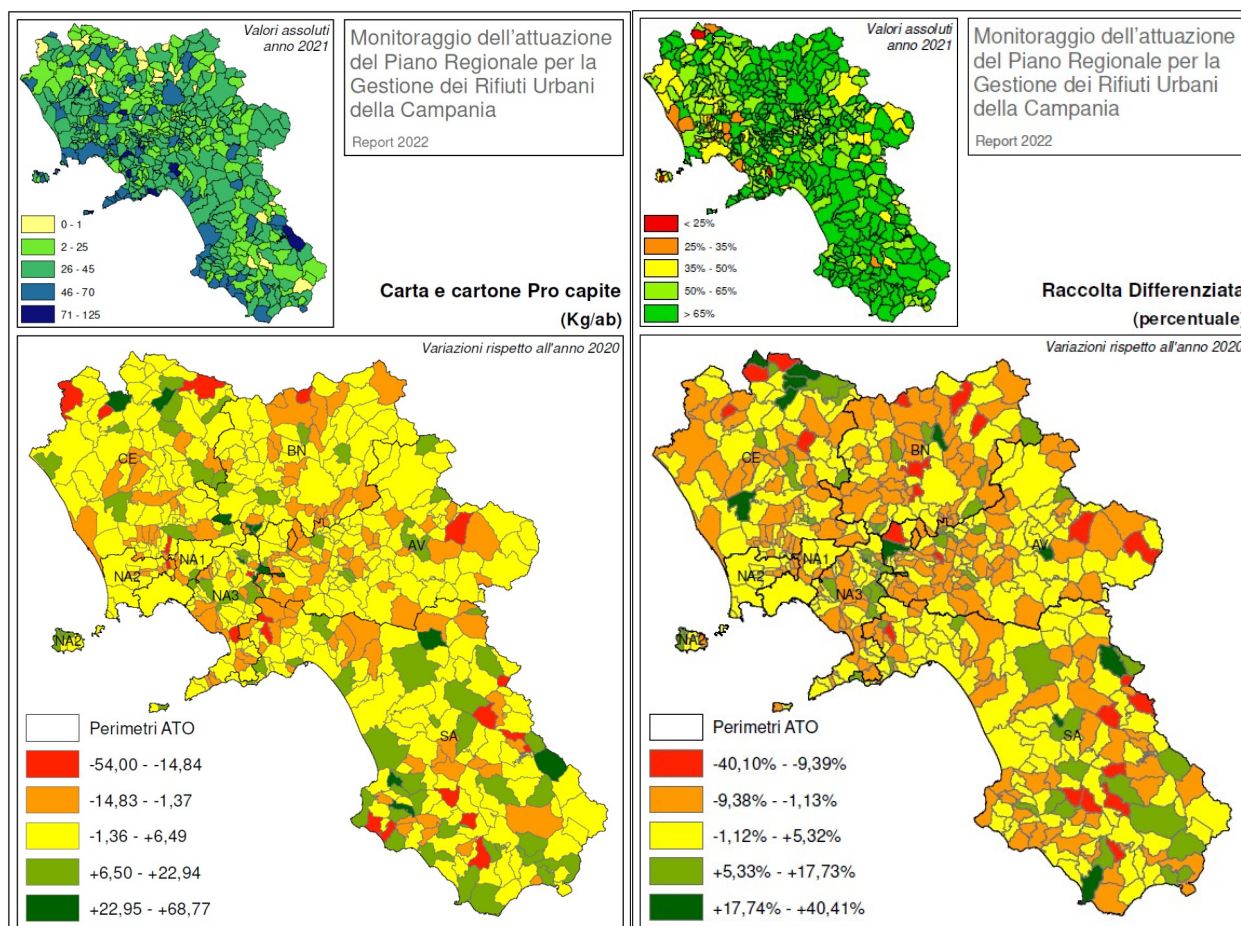 Valori assoluti
anno 2021
Monitoraggio dell'attuazione
del Piano Regionale per la
Gestione dei Rifiuti Urbani
della Campania
Report 2022
0 - 1
2 - 25
26 - 45
46 - 70
71 - 125
Carta e cartone Pro capite
(Kg/ab)
Variazioni rispetto all'anno 2020
CE
BN
AV
NA1
NA2
NA3
NA2
SA
Perimetri ATO
-54,00 - -14,84
-14,83 - -1,37
-1,36 - +6,49
+6,50 - +22,94
+22,95 - +68,77
Valori assoluti
anno 2021
Monitoraggio dell'attuazione
del Piano Regionale per la
Gestione dei Rifiuti Urbani
della Campania
Report 2022
< 25%
25% - 35%
35% - 50%
50% - 65%
> 65%
Raccolta Differenziata
(percentuale)
Variazioni rispetto all'anno 2020
CE
BN
AV
NA1
NA2
NA3
NA2
SA
Perimetri ATO
-40,10% - -9,39%
-9,38% - -1,13%
-1,12% - +5,32%
+5,33% - +17,73%
+17,74% - +40,41%